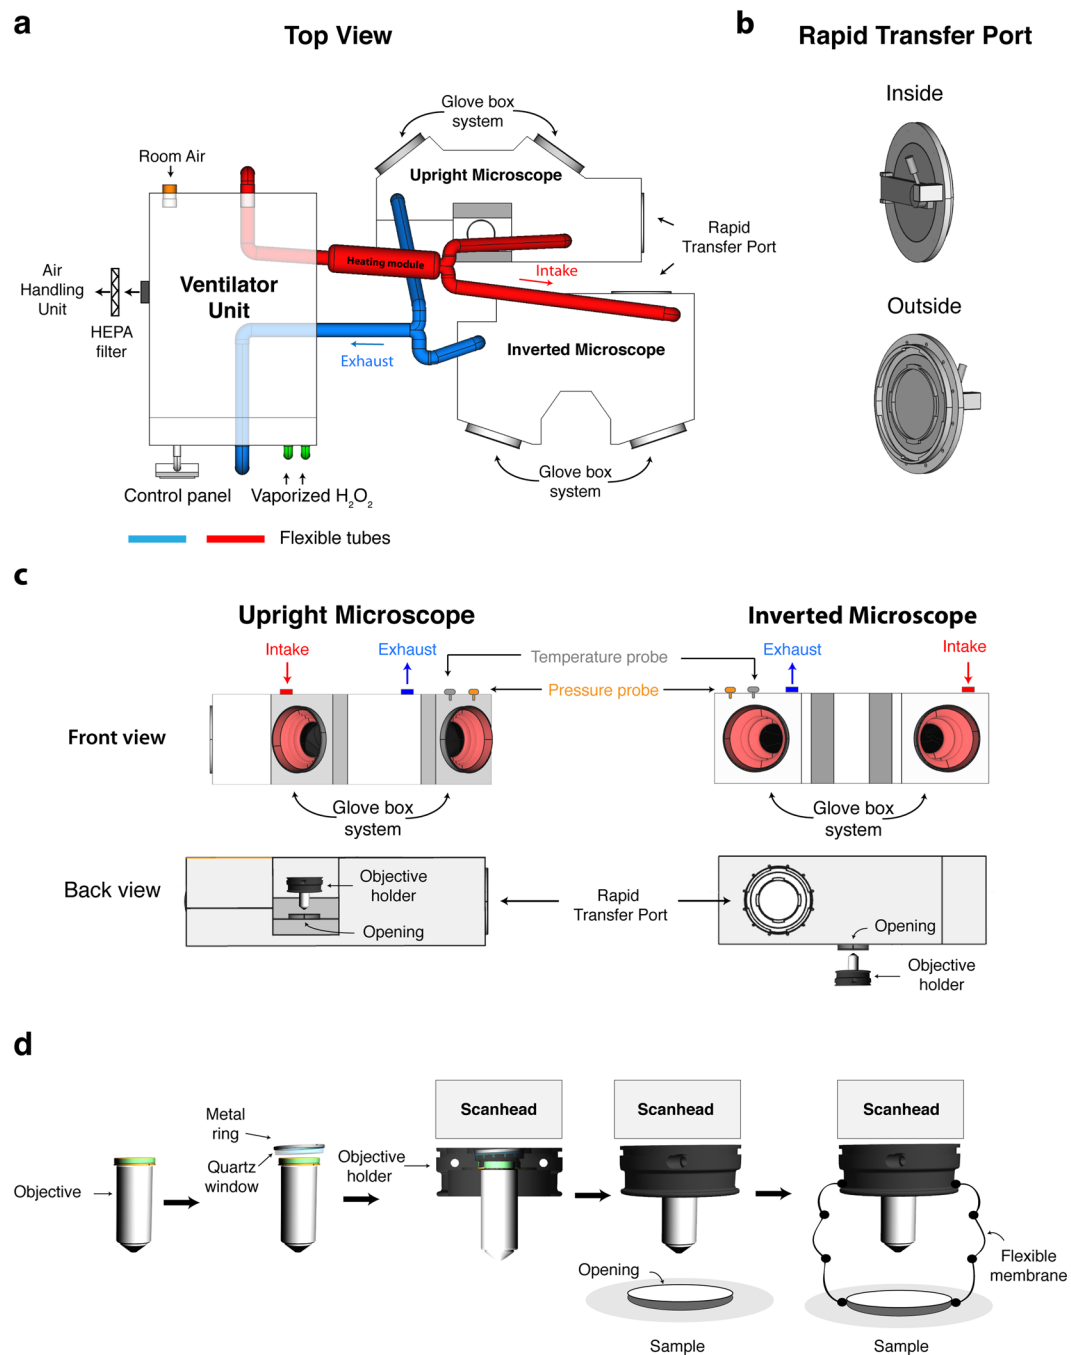 a
Top View
b
Rapid Transfer Port
Glove box
system
Room Air
Upright Microscope
Rapid
Transfer Port
Heating module
Intake
Air
Handling
Unit
HEPA
filter
Ventilator
Unit
Inverted Microscope
Exhaust
Glove box
system
Control panel
Vaporized H₂O₂
Flexible tubes
Inside
Outside
c
Upright Microscope
Inverted Microscope
Intake
Exhaust
Temperature probe
Exhaust
Intake
Pressure probe
Front view
Glove box
system
Glove box
system
Back view
Objective
holder
Opening
Rapid
Transfer Port
Opening
Objective
holder
d
Objective
Metal
ring
Quartz
window
Objective
holder
Scanhead
Scanhead
Scanhead
Opening
Flexible
membrane
Sample
Sample